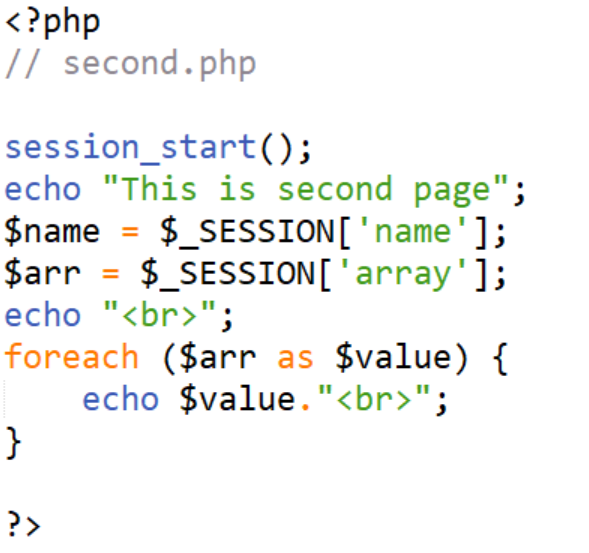 <?php
// second.php
session_start();
echo "This is second page";
$name = $_SESSION['name'];
$arr = $_SESSION['array'];
echo "<br>";
foreach ($arr as $value) {
    echo $value."<br>";
}
?>